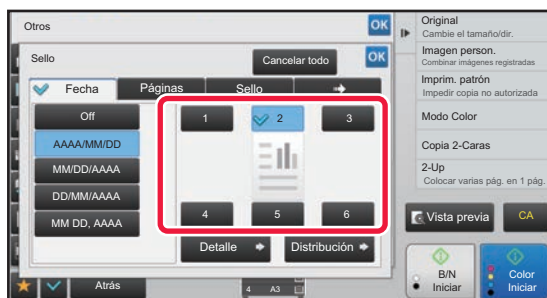 Otros
OK
Sello
Cancelar todo
OK
Fecha
Páginas
Sello
Off
AAAA/MM/DD
MM/DD/AAAA
DD/MM/AAAA
MM DD, AAAA
1
2
3
4
5
6
Detalle
Distribución
Atrás
4 A3
Original
Cambie el tamaño/dir.
Imagen person.
Combinar imágenes registradas
Imprim. patrón
Impedir copia no autorizada
Modo Color
Copia 2-Caras
2-Up
Colocar varias pág. en 1 pág.
Vista previa
CA
B/N
Iniciar
Color
Iniciar